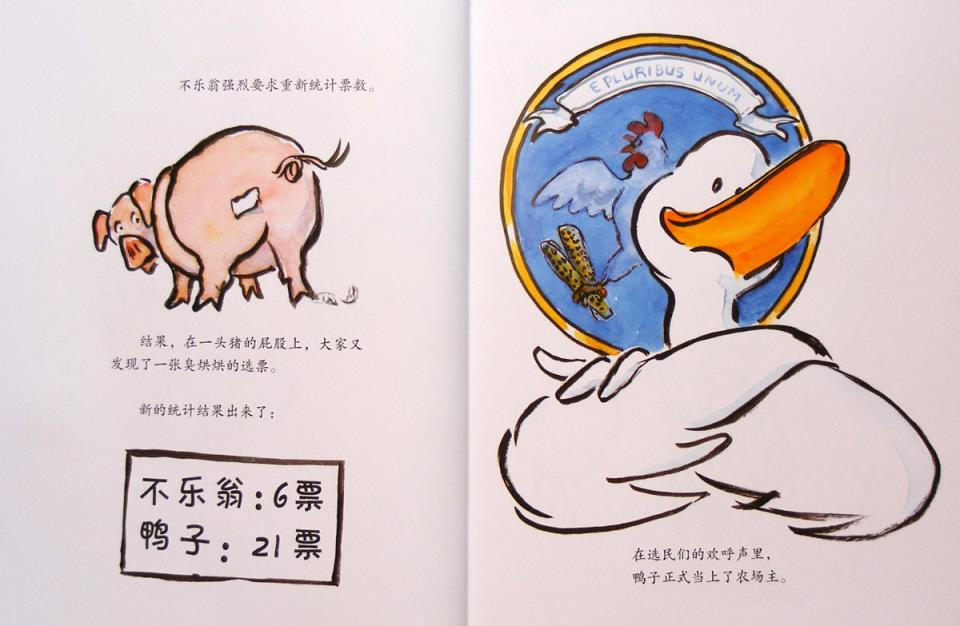 不乐翁强烈要求重新统计票数。
结果，在一头猪的屁股上，大家又
发现了一张臭烘烘的选票。
新的统计结果出来了：
不乐翁：6票
鸭子：21票
E PLURIBUS UNUM
在选民们的欢呼声里，
鸭子正式当上了农场主。